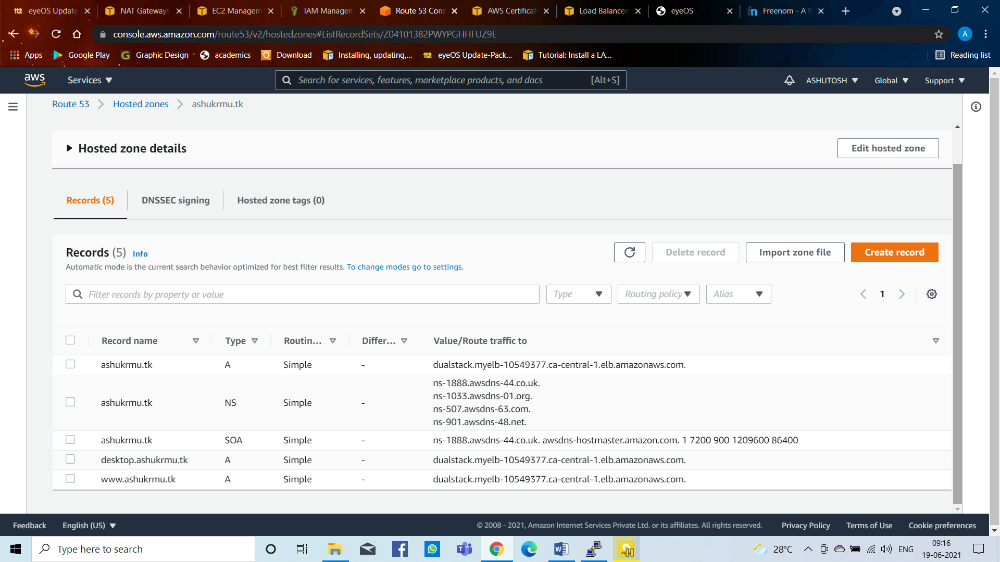 eyeOS Update
NAT Gateways
EC2 Managem
IAM Managem
Route 53 Cons
AWS Certificat
Load Balancers
eyeOS
Freenom - A N
console.aws.amazon.com/route53/v2/hostedzones#ListRecordSets/Z04101382PWYPGHHFUZ9E
A
Apps
Google Play
Graphic Design
academics
Download
Installing, updating,...
eyeOS Update-Pack...
Tutorial: Install a LA...
Reading list
aws
Services
Search for services, features, marketplace products, and docs
[Alt+S]
ASHUTOSH
Global
Support
Route 53
Hosted zones
ashukrmu.tk
Hosted zone details
Edit hosted zone
Records (5)
DNSSEC signing
Hosted zone tags (0)
Records (5) Info
Delete record
Import zone file
Create record
Automatic mode is the current search behavior optimized for best filter results. To change modes go to settings.
Filter records by property or value
Type
Routing policy
Alias
1
Record name Type Routin... Differ... Value/Route traffic to
ashukrmu.tk A Simple - dualstack.myelb-10549377.ca-central-1.elb.amazonaws.com.
ns-1888.awsdns-44.co.uk.
ns-1033.awsdns-01.org.
ashukrmu.tk NS Simple -
ns-507.awsdns-63.com.
ns-901.awsdns-48.net.
ashukrmu.tk SOA Simple - ns-1888.awsdns-44.co.uk. awsdns-hostmaster.amazon.com. 1 7200 900 1209600 86400
desktop.ashukrmu.tk A Simple - dualstack.myelb-10549377.ca-central-1.elb.amazonaws.com.
www.ashukrmu.tk A Simple - dualstack.myelb-10549377.ca-central-1.elb.amazonaws.com.
Feedback
English (US)
© 2008 - 2021, Amazon Internet Services Private Ltd. or its affiliates. All rights reserved.
Privacy Policy
Terms of Use
Cookie preferences
Type here to search
28°C
ENG
09:16
19-06-2021